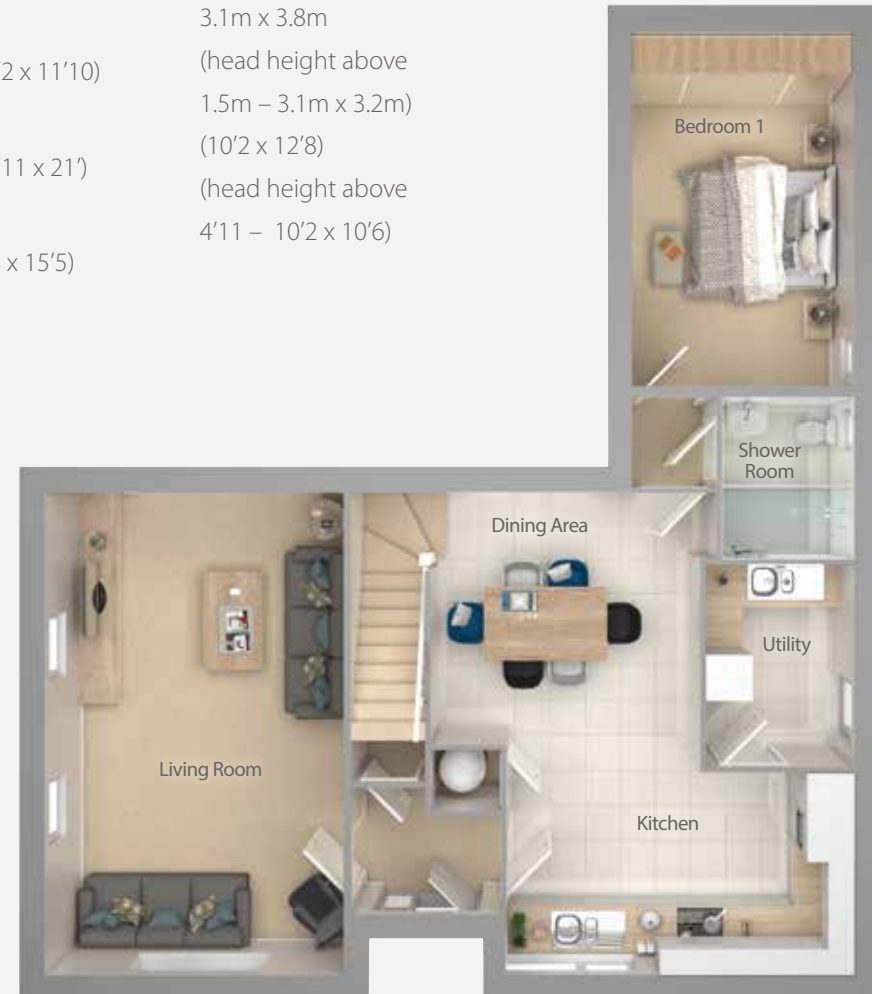 '2 x 11'10)
'11 x 21')
x 15'5)
3.1m x 3.8m
(head height above
1.5m – 3.1m x 3.2m)
(10'2 x 12'8)
(head height above
4'11 – 10'2 x 10'6)
Bedroom 1
Shower
Room
Dining Area
Utility
Living Room
Kitchen